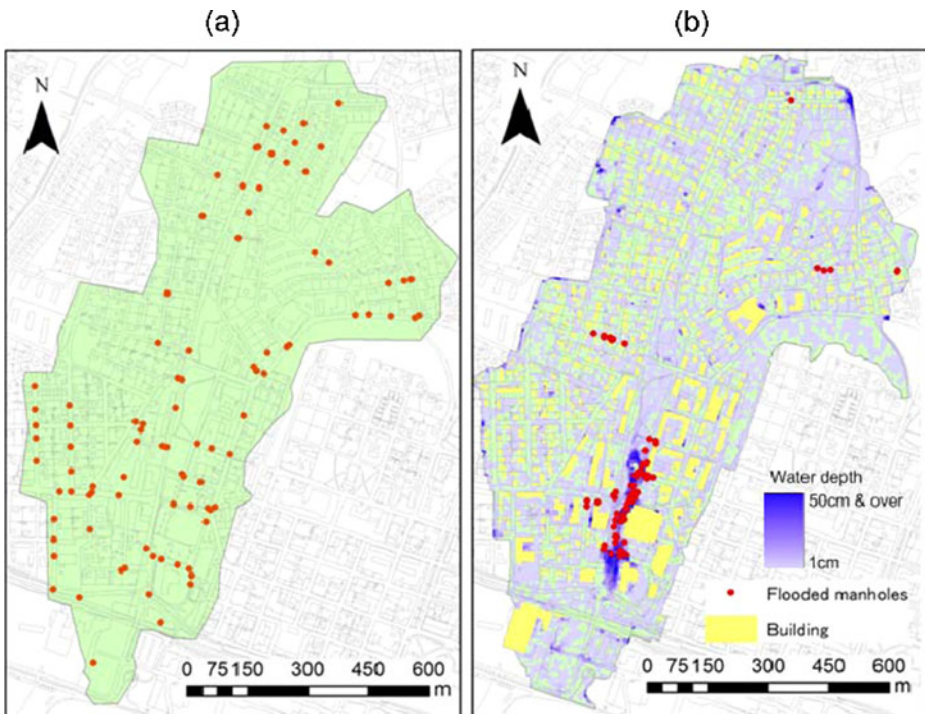 (a)
(b)
N
N
Water depth
50cm & over
1cm
Flooded manholes
Building
0 75 150 300 450 600
m
0 75 150 300 450 600
m